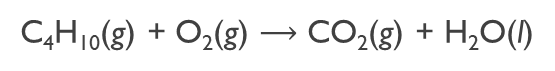 C₄H₁₀(g) + O₂(g) ⟶ CO₂(g) + H₂O(l)